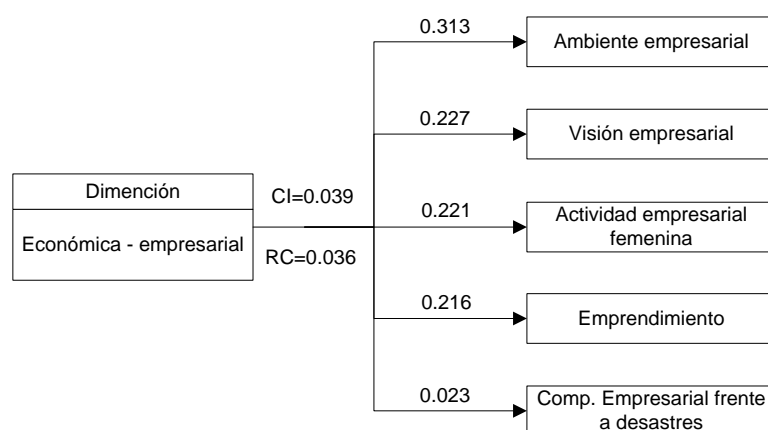 0.313
Ambiente empresarial
0.227
Visión empresarial
Dimención
Económica - empresarial
CI=0.039
RC=0.036
0.221
Actividad empresarial
femenina
0.216
Emprendimiento
0.023
Comp. Empresarial frente
a desastres